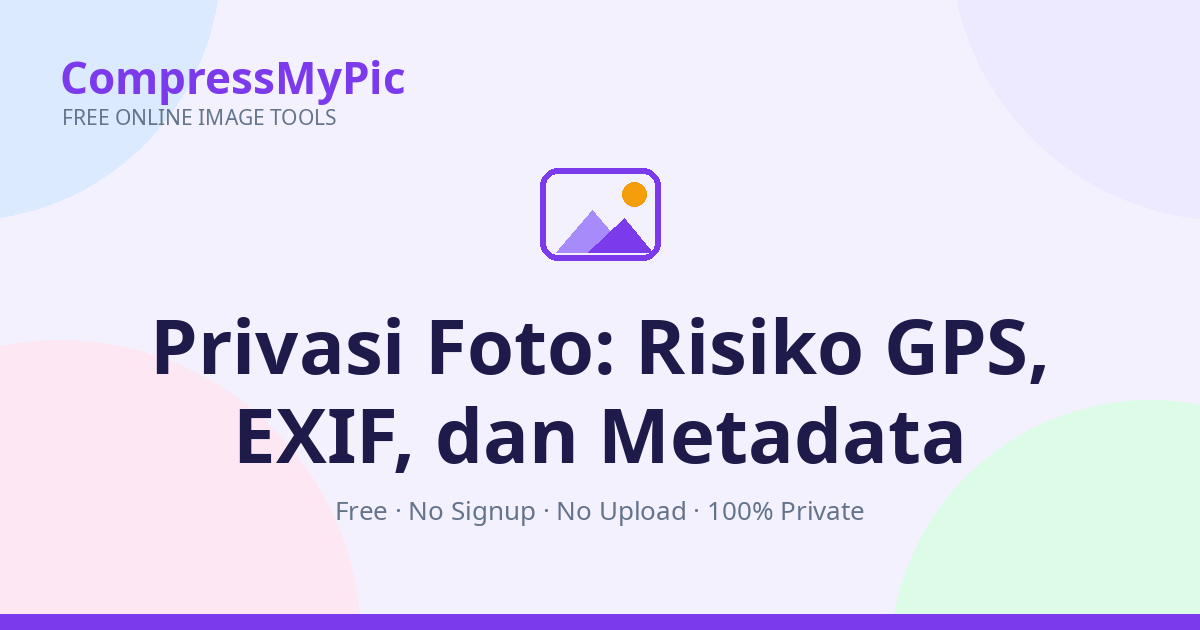 CompressMyPic
FREE ONLINE IMAGE TOOLS
Privasi Foto: Risiko GPS,
EXIF, dan Metadata
Free · No Signup · No Upload · 100% Private